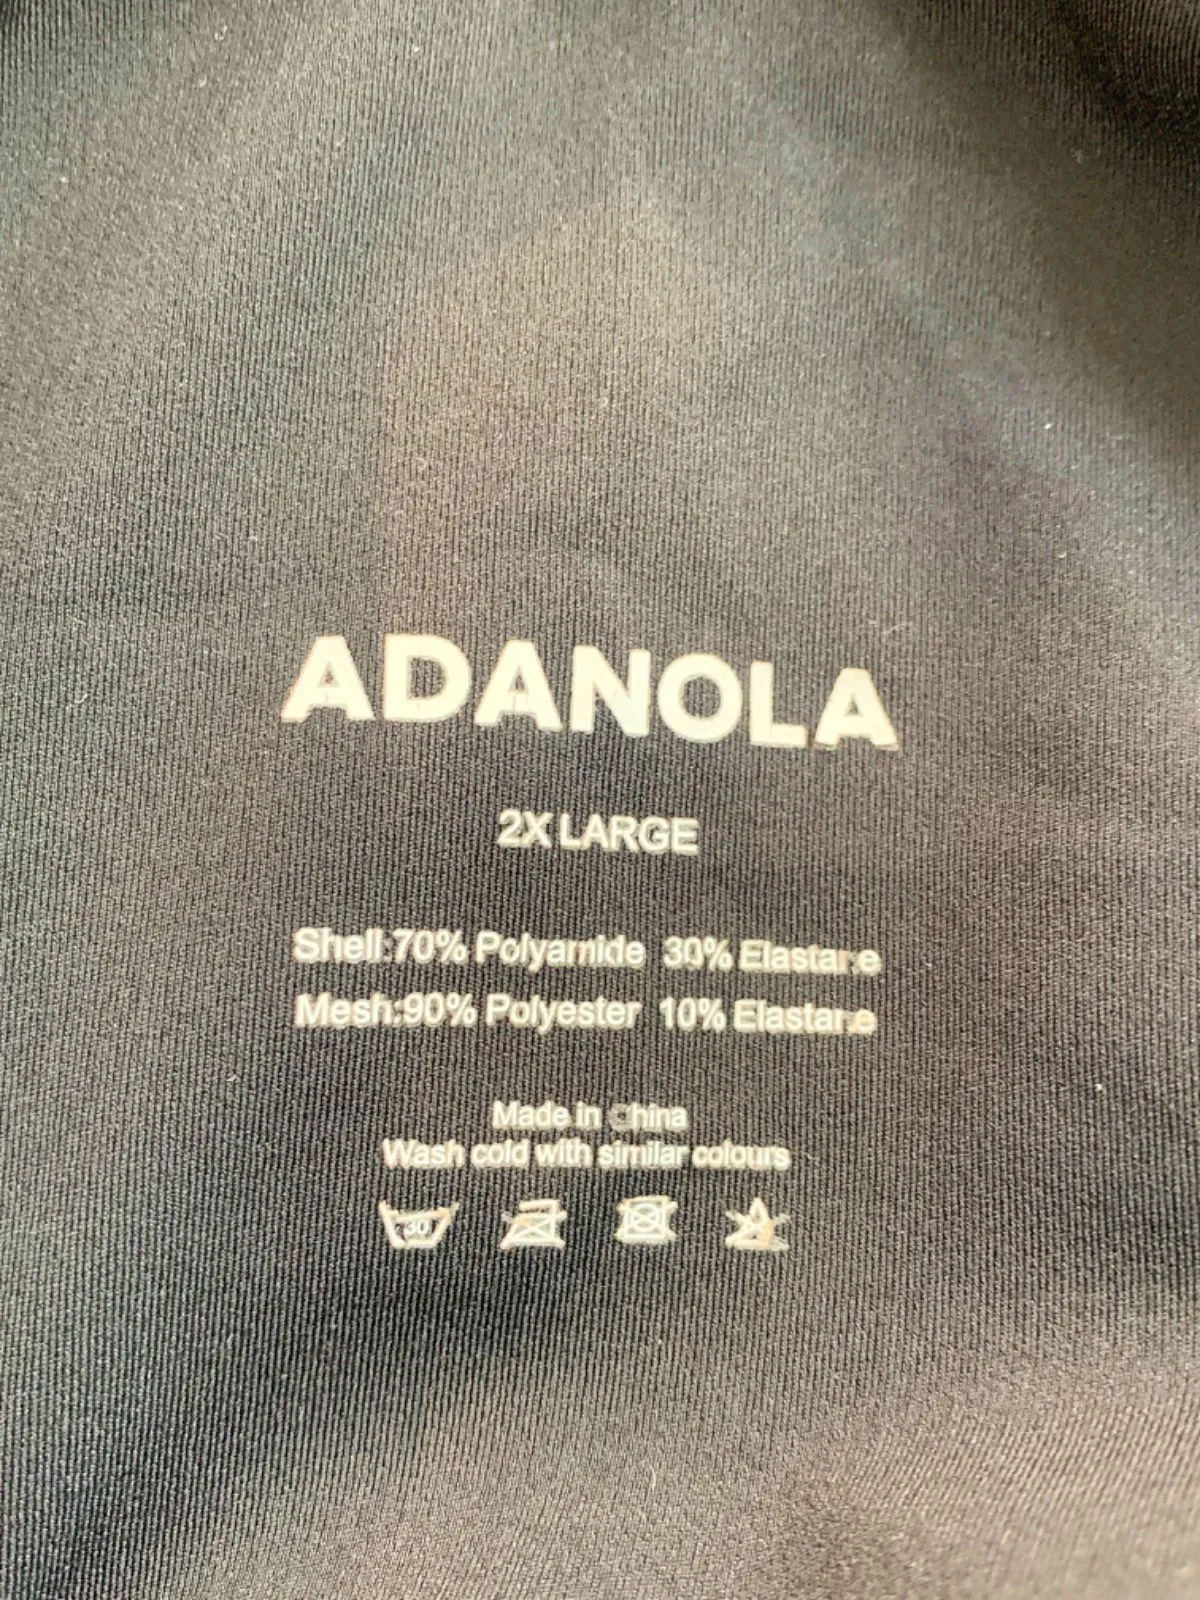 ADANOLA
2X LARGE
Shell:70% Polyamide 30% Elastane
Mesh:90% Polyester 10% Elastane
Made in China
Wash cold with similar colours
30